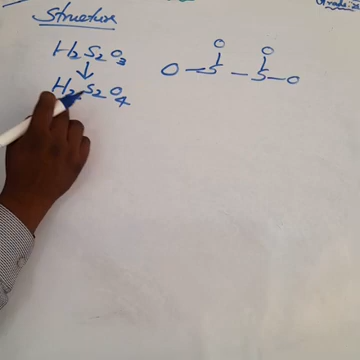 Structure
H2S2O3
↓
H2S2O4
O O
O — S — S — O